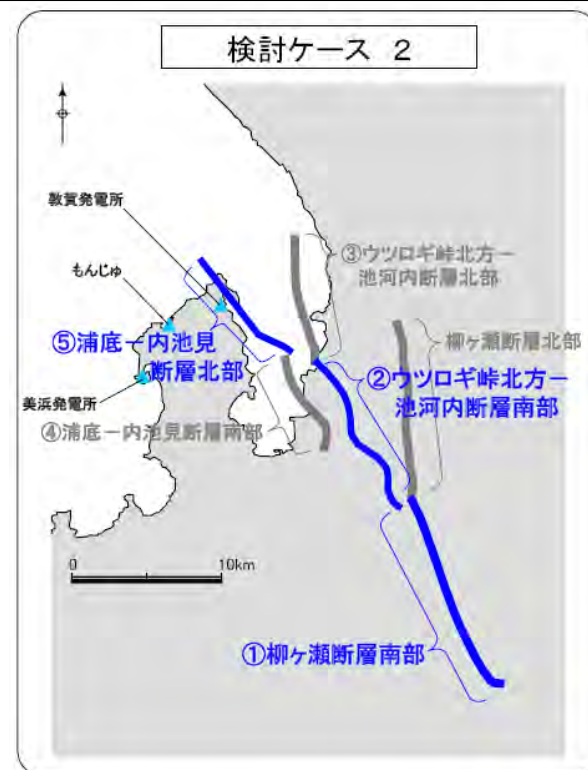 検討ケース 2
敦賀発電所
もんじゅ
③ウツロギ峠北方－
池河内断層北部
⑤浦底－内池見
断層北部
柳ヶ瀬断層北部
②ウツロギ峠北方－
池河内断層南部
美浜発電所
④浦底－内池見断層南部
0 10km
①柳ヶ瀬断層南部